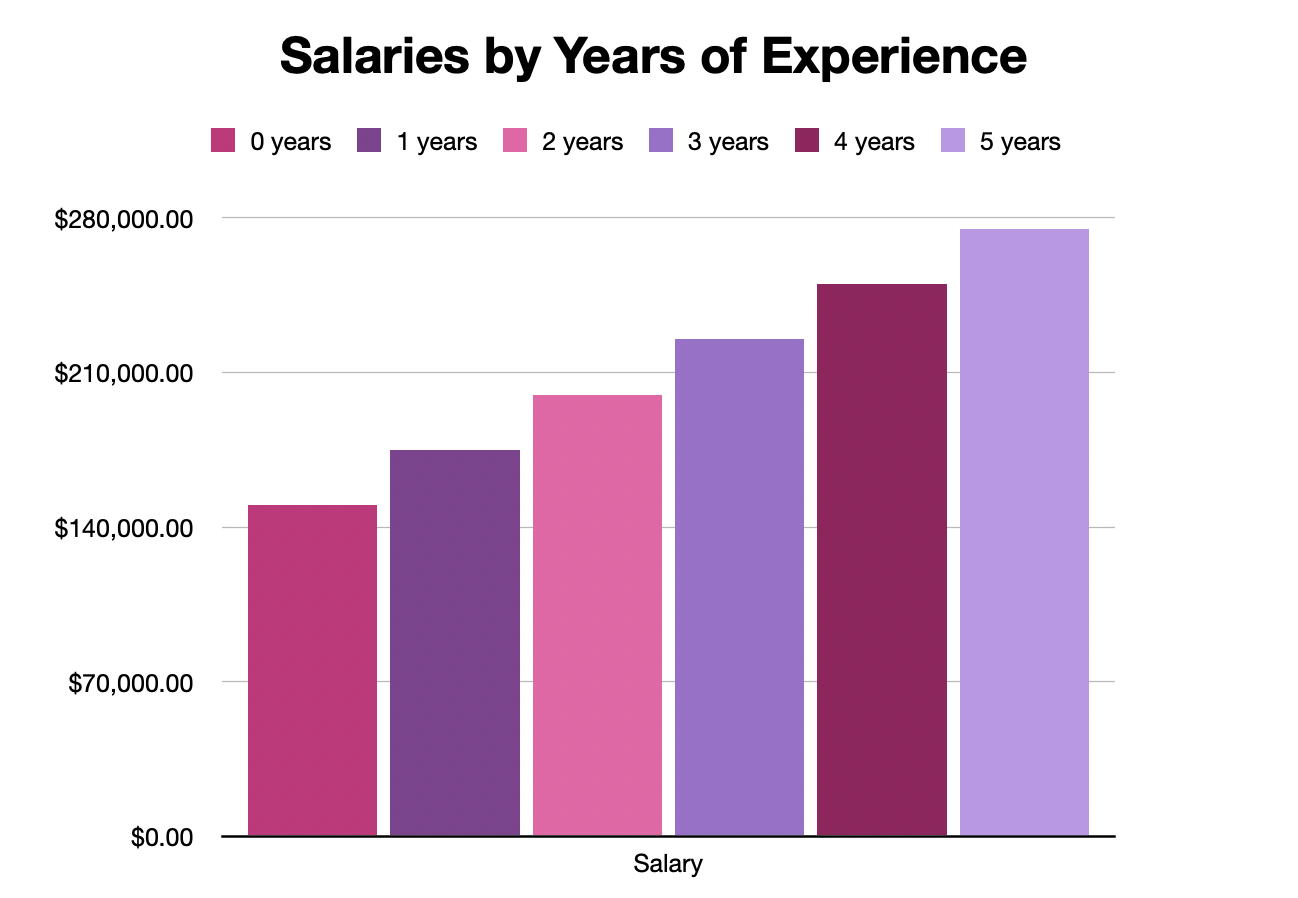 Salaries by Years of Experience
0 years 1 years 2 years 3 years 4 years 5 years
$280,000.00
$210,000.00
$140,000.00
$70,000.00
$0.00
Salary